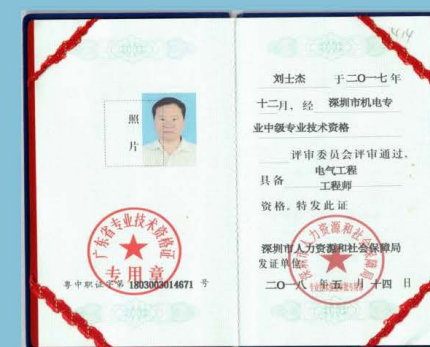 照
片
广东省专业技术资格证
专用章
粤中职证字第 1803003014671 号
刘士杰 于二〇一七年
十二月，经 深圳市机电专
业中级专业技术资格
评审委员会评审通过，
电气工程
具备
工程师
资格。特发此证
深圳市人力资源和社会保障局
发证单位
二〇一八 年五 月十四 日